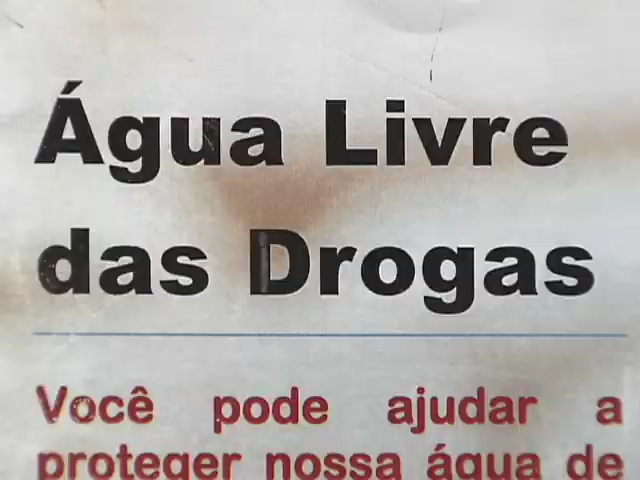 Água Livre
das Drogas
Você pode ajudar a
proteger nossa água de